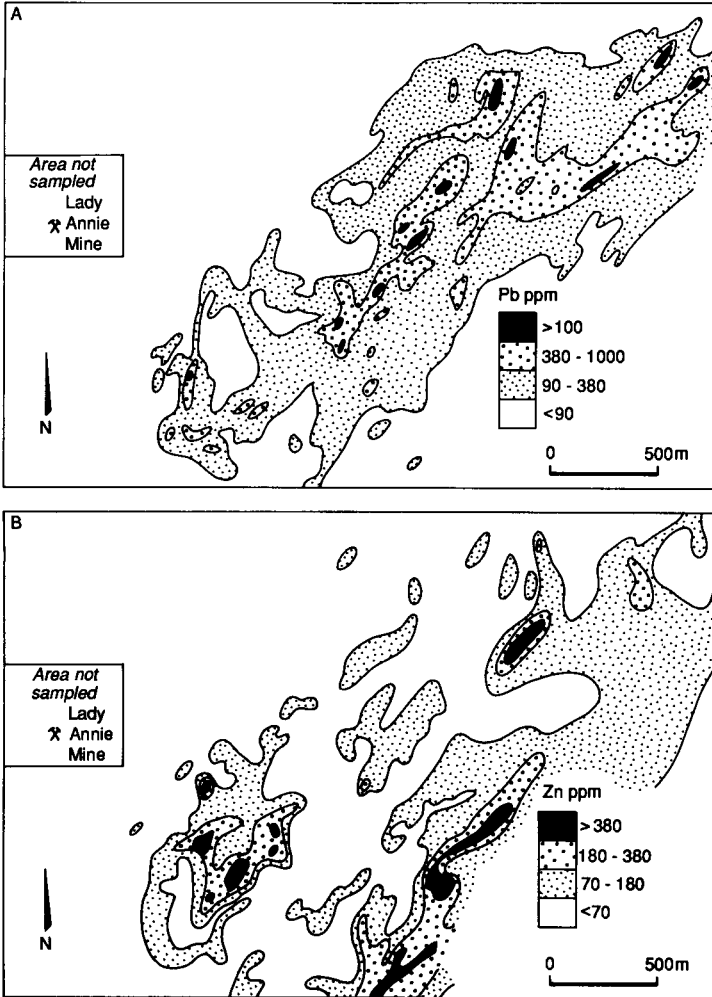 A
Area not
sampled
Lady
Annie
Mine
N
Pb ppm
>100
380 - 1000
90 - 380
<90
0 500m
B
Area not
sampled
Lady
Annie
Mine
N
Zn ppm
> 380
180 - 380
70 - 180
<70
0 500m